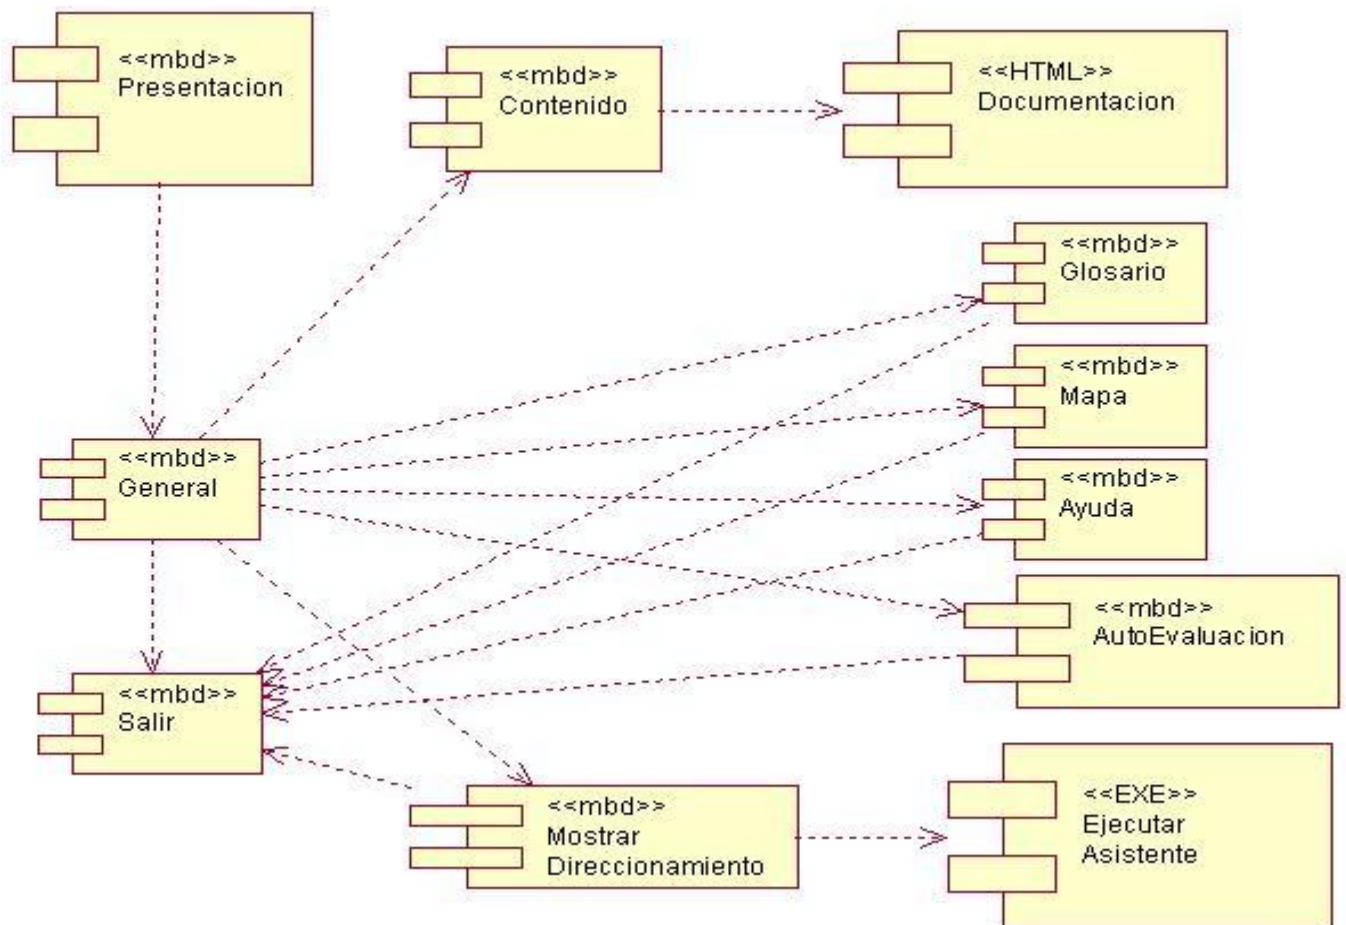 <<mbd>>
Presentacion
<<mbd>>
Contenido
<<HTML>>
Documentacion
<<mbd>>
Glosario
<<mbd>>
Mapa
<<mbd>>
General
<<mbd>>
Ayuda
<<mbd>>
AutoEvaluacion
<<mbd>>
Salir
<<mbd>>
Mostrar
Direccionamiento
<<EXE>>
Ejecutar
Asistente